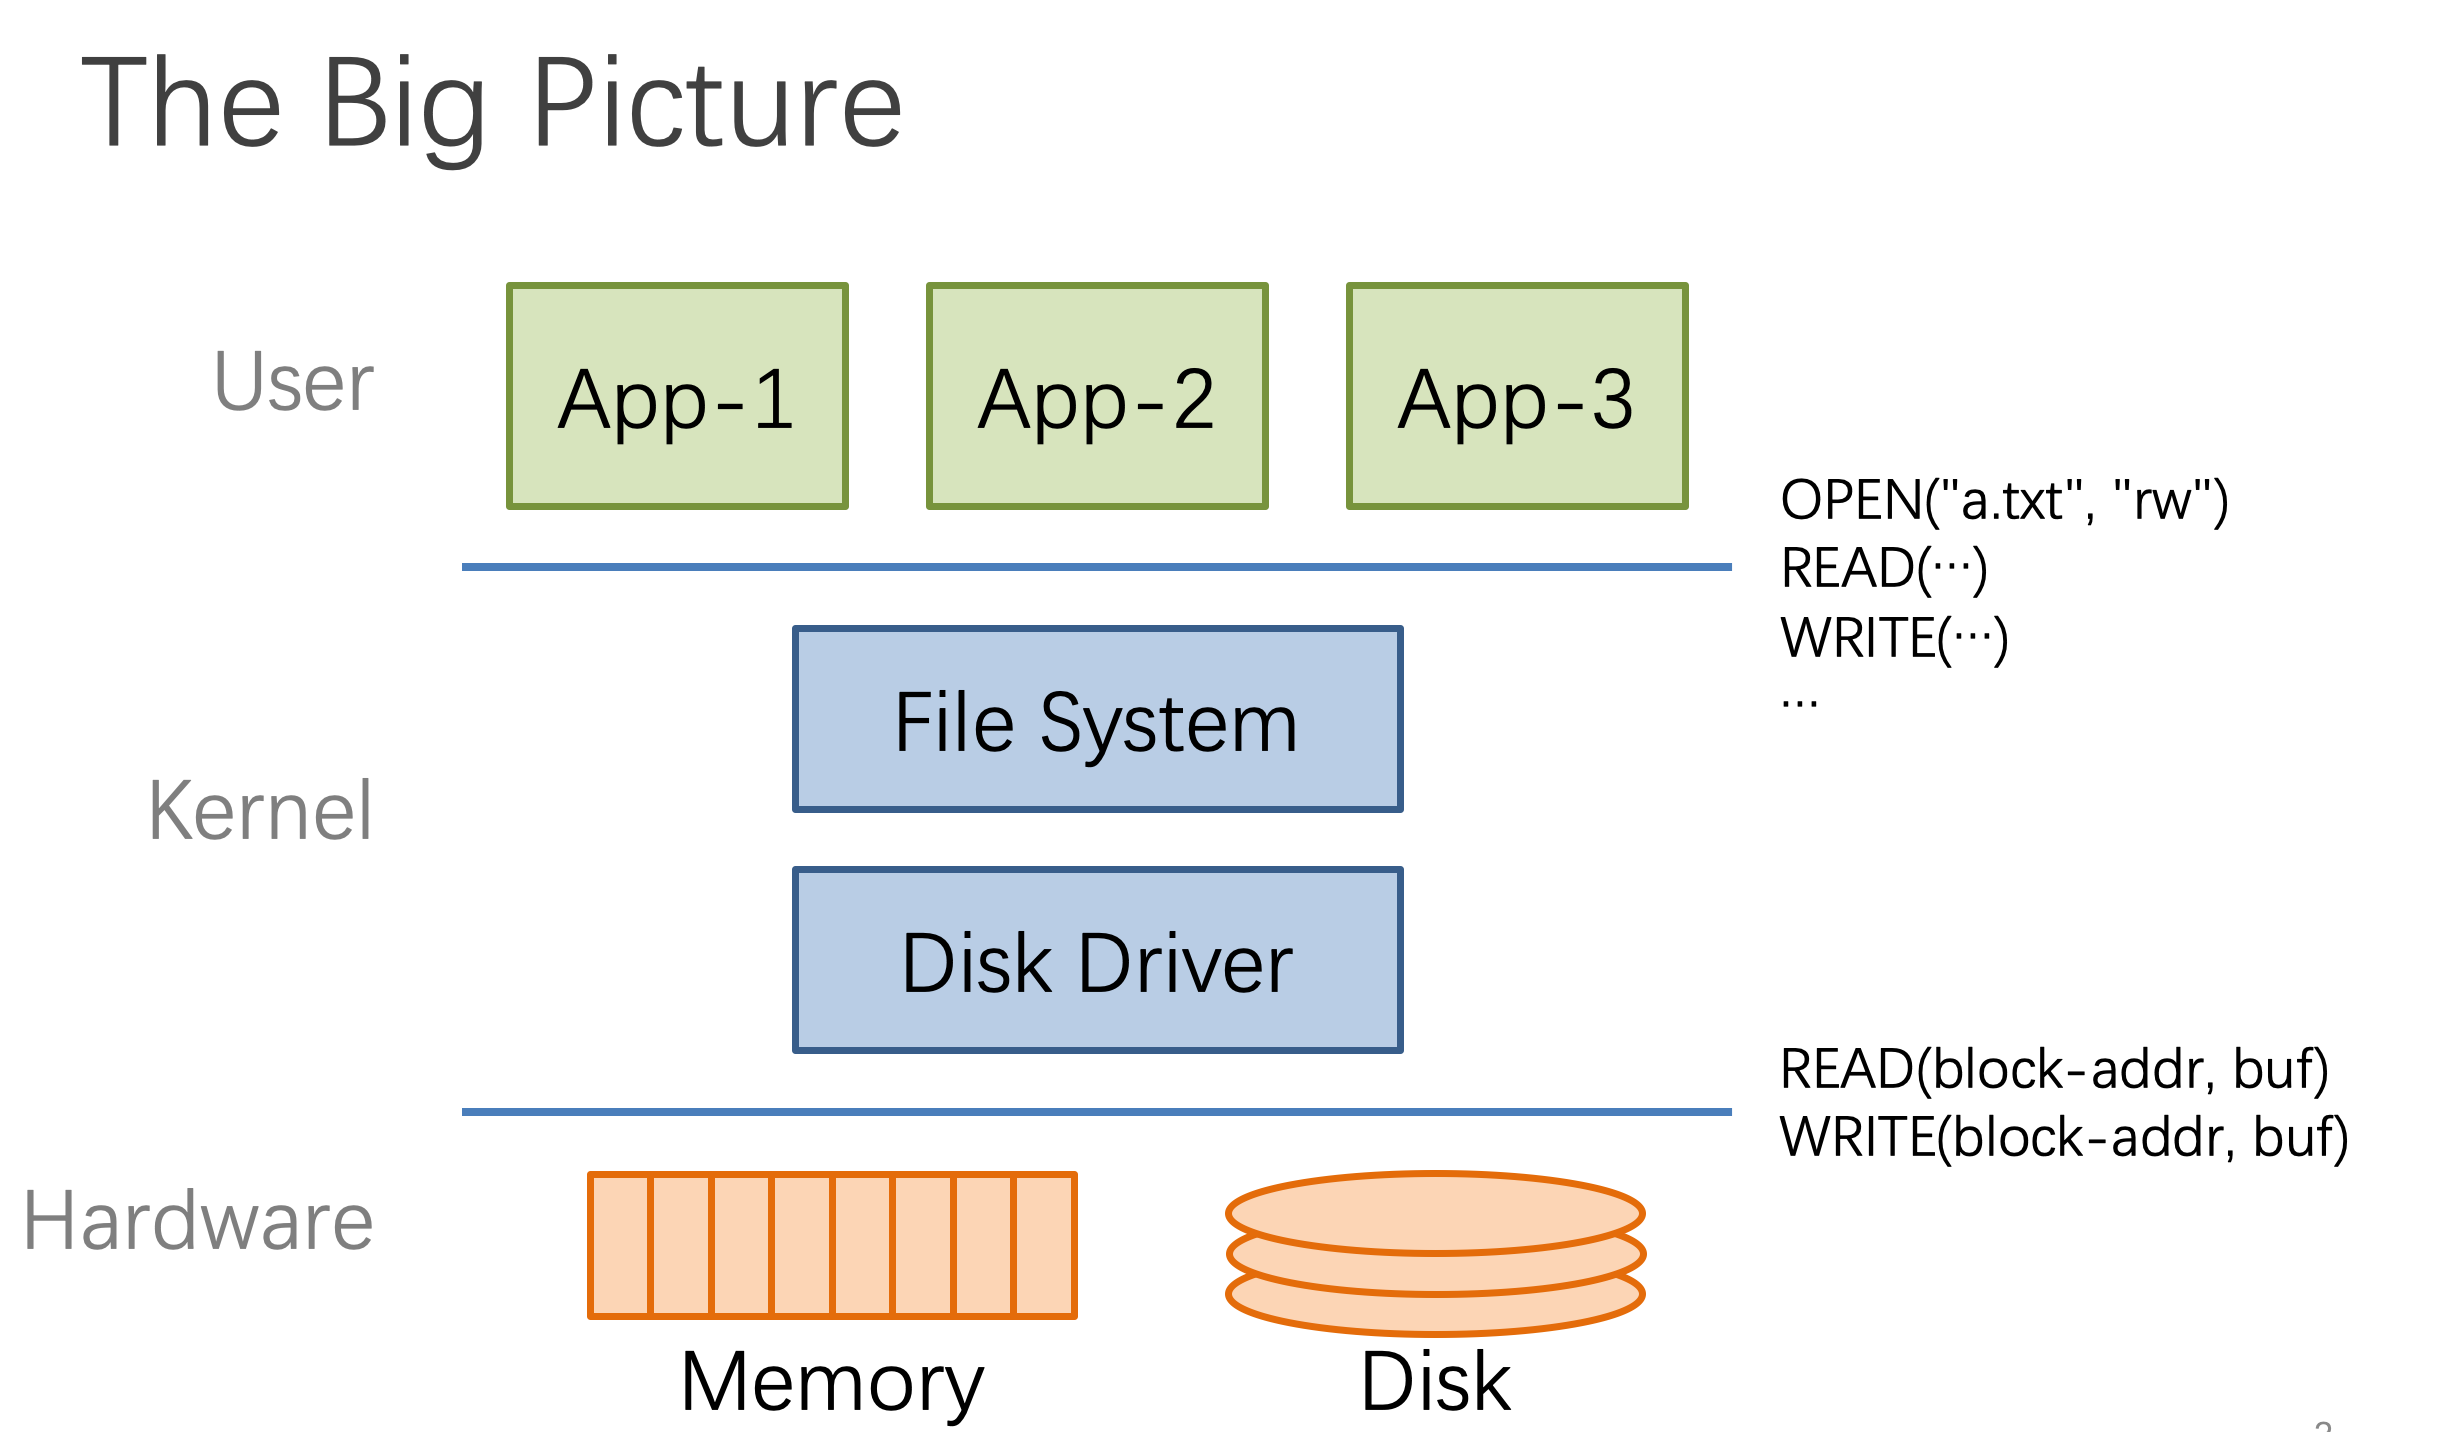 The Big Picture
User
App-1
App-2
App-3
OPEN("a.txt", "rw")
READ(…)
WRITE(…)
…
File System
Kernel
Disk Driver
READ(block-addr, buf)
WRITE(block-addr, buf)
Hardware
Memory
Disk